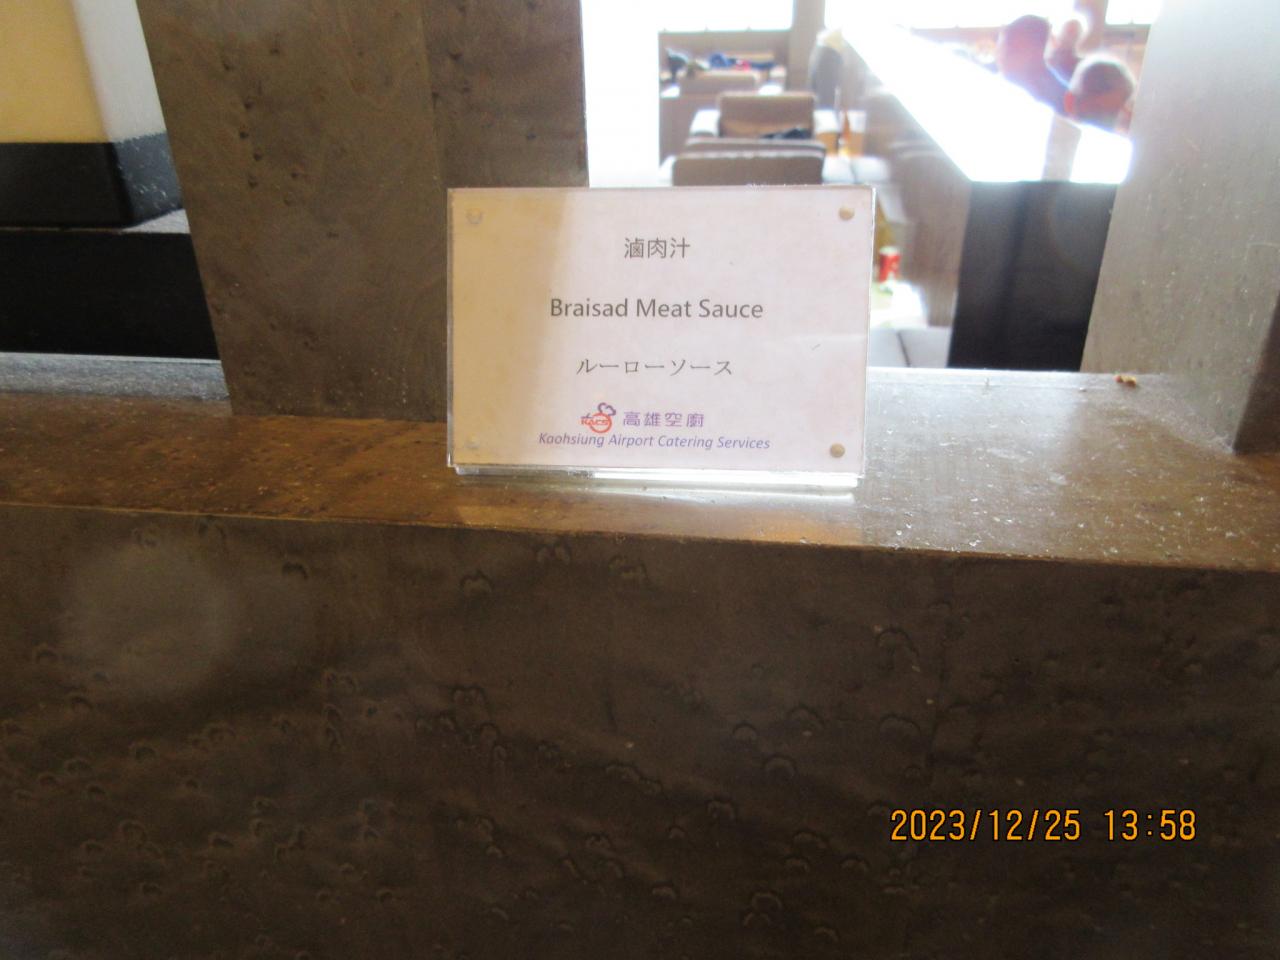 滷肉汁
Braisad Meat Sauce
ルーローソース
KACS 高雄空廚
Kaohsiung Airport Catering Services
2023/12/25 13:58